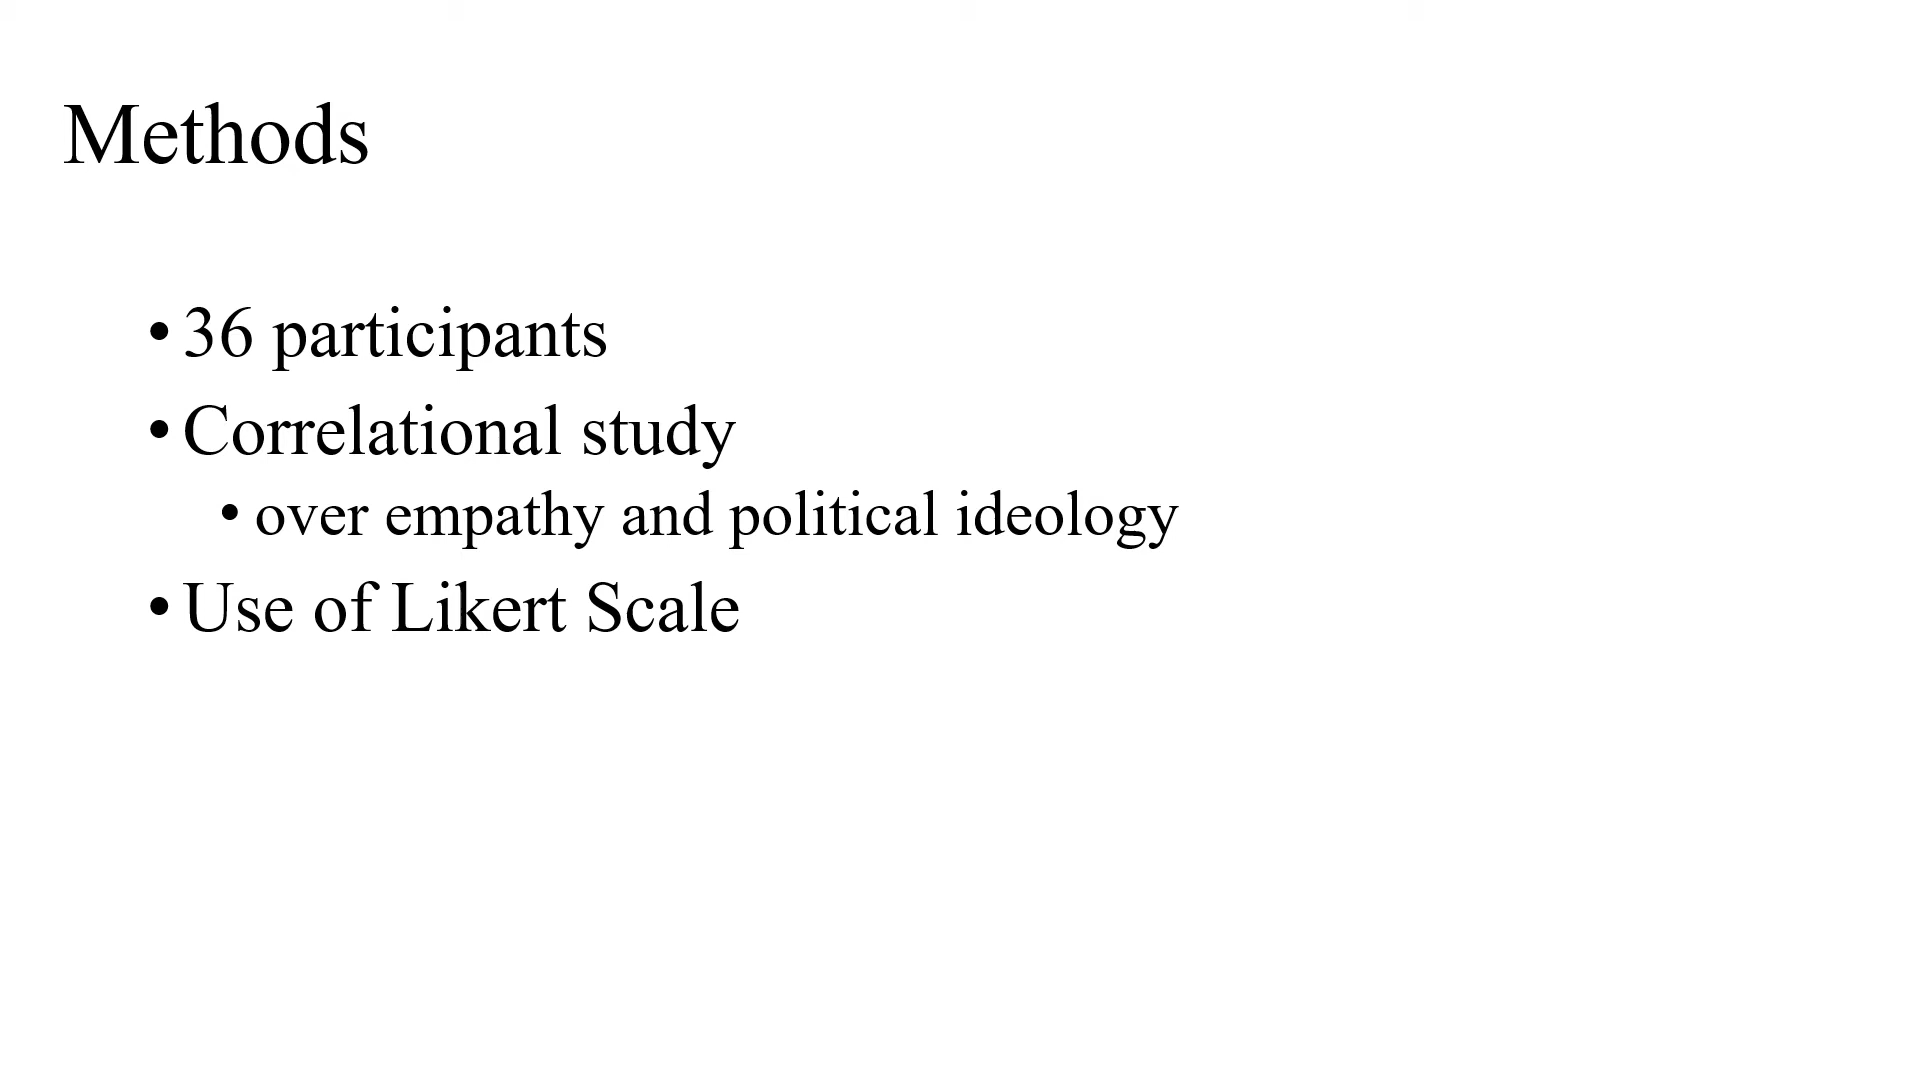 Methods
• 36 participants
• Correlational study
• over empathy and political ideology
• Use of Likert Scale